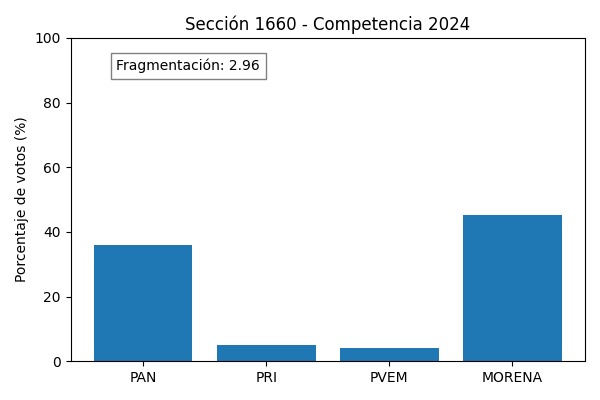 Sección 1660 - Competencia 2024
Fragmentación: 2.96
Porcentaje de votos (%)
100
80
60
40
20
0
PAN PRI PVEM MORENA